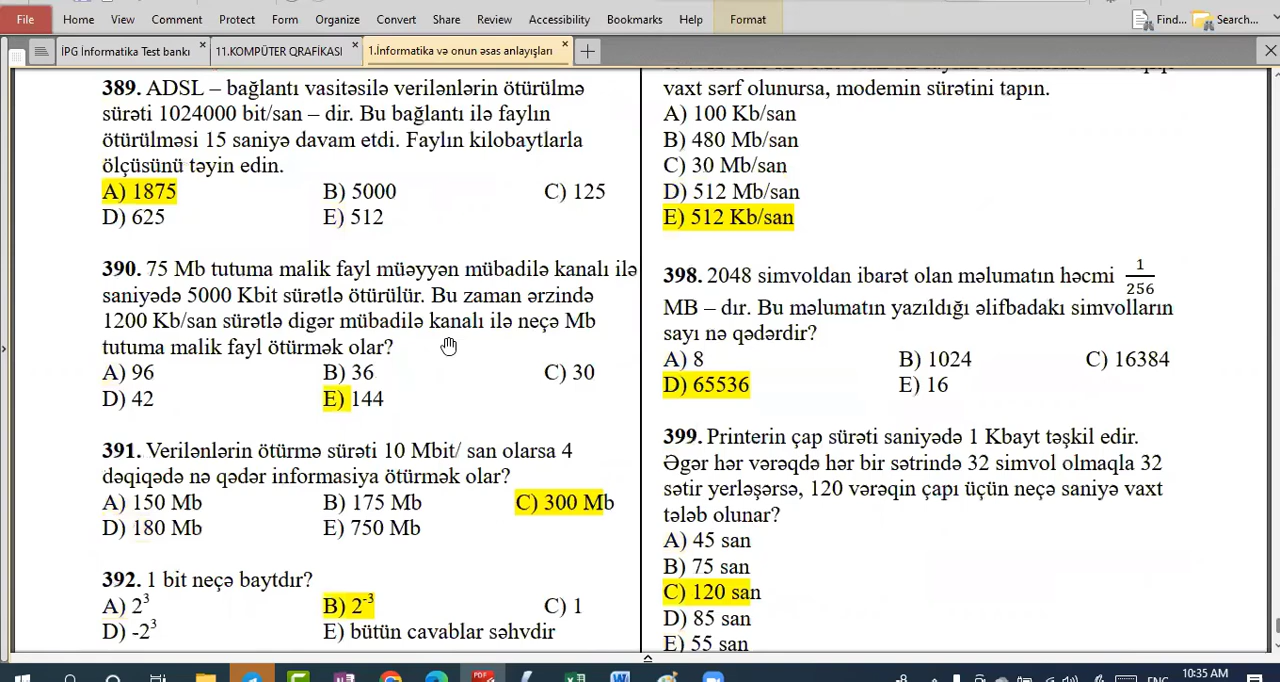 File
Home
View
Comment
Protect
Form
Organize
Convert
Share
Review
Accessibility
Bookmarks
Help
Format
Find...
Search...
İPG İnformatika Test bankı
11.KOMPÜTER QRAFİKASI
1.İnformatika və onun əsas anlayışları
389. ADSL – bağlantı vasitəsilə verilənlərin ötürülmə
sürəti 1024000 bit/san – dir. Bu bağlantı ilə faylın
ötürülməsi 15 saniyə davam etdi. Faylın kilobaytlarla
ölçüsünü təyin edin.
A) 1875 B) 5000 C) 125
D) 625 E) 512
390. 75 Mb tutuma malik fayl müəyyən mübadilə kanalı ilə
saniyədə 5000 Kbit sürətlə ötürülür. Bu zaman ərzində
1200 Kb/san sürətlə digər mübadilə kanalı ilə neçə Mb
tutuma malik fayl ötürmək olar?
A) 96 B) 36 C) 30
D) 42 E) 144
391. Verilənlərin ötürmə sürəti 10 Mbit/ san olarsa 4
dəqiqədə nə qədər informasiya ötürmək olar?
A) 150 Mb B) 175 Mb C) 300 Mb
D) 180 Mb E) 750 Mb
392. 1 bit neçə baytdır?
A) 2³ B) 2⁻³ C) 1
D) -2³ E) bütün cavablar səhvdir
vaxt sərf olunursa, modemin sürətini tapın.
A) 100 Kb/san
B) 480 Mb/san
C) 30 Mb/san
D) 512 Mb/san
E) 512 Kb/san
398. 2048 simvoldan ibarət olan məlumatın həcmi 1/256
MB – dır. Bu məlumatın yazıldığı əlifbadakı simvolların
sayı nə qədərdir?
A) 8 B) 1024 C) 16384
D) 65536 E) 16
399. Printerin çap sürəti saniyədə 1 Kbayt təşkil edir.
Əgər hər vərəqdə hər bir sətrində 32 simvol olmaqla 32
sətir yerləşərsə, 120 vərəqin çapı üçün neçə saniyə vaxt
tələb olunar?
A) 45 san
B) 75 san
C) 120 san
D) 85 san
E) 55 san
PDF
ENG
10:35 AM